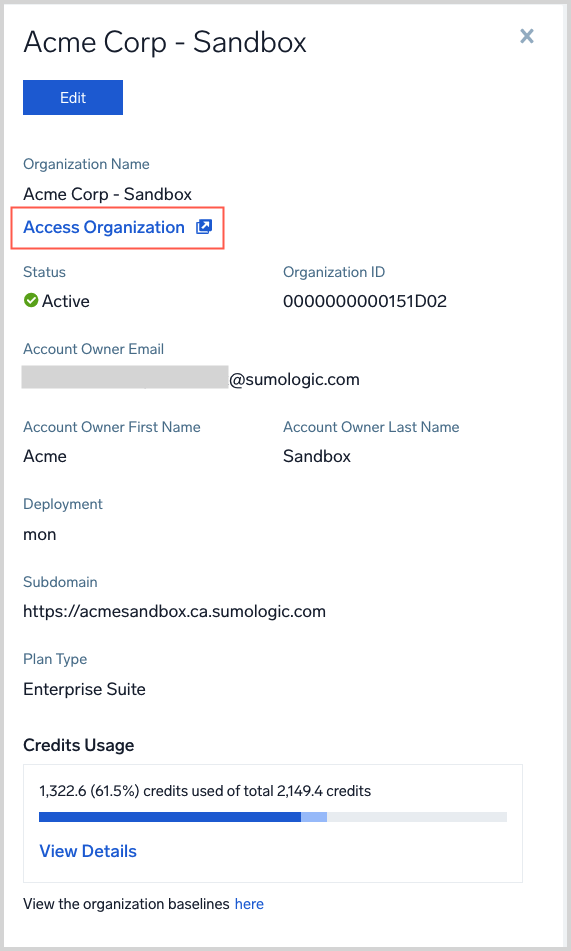 Acme Corp - Sandbox
Edit
Organization Name
Acme Corp - Sandbox
Access Organization
Status
Organization ID
Active
0000000000151D02
Account Owner Email
@sumologic.com
Account Owner First Name
Account Owner Last Name
Acme
Sandbox
Deployment
mon
Subdomain
https://acmesandbox.ca.sumologic.com
Plan Type
Enterprise Suite
Credits Usage
1,322.6 (61.5%) credits used of total 2,149.4 credits
View Details
View the organization baselines here